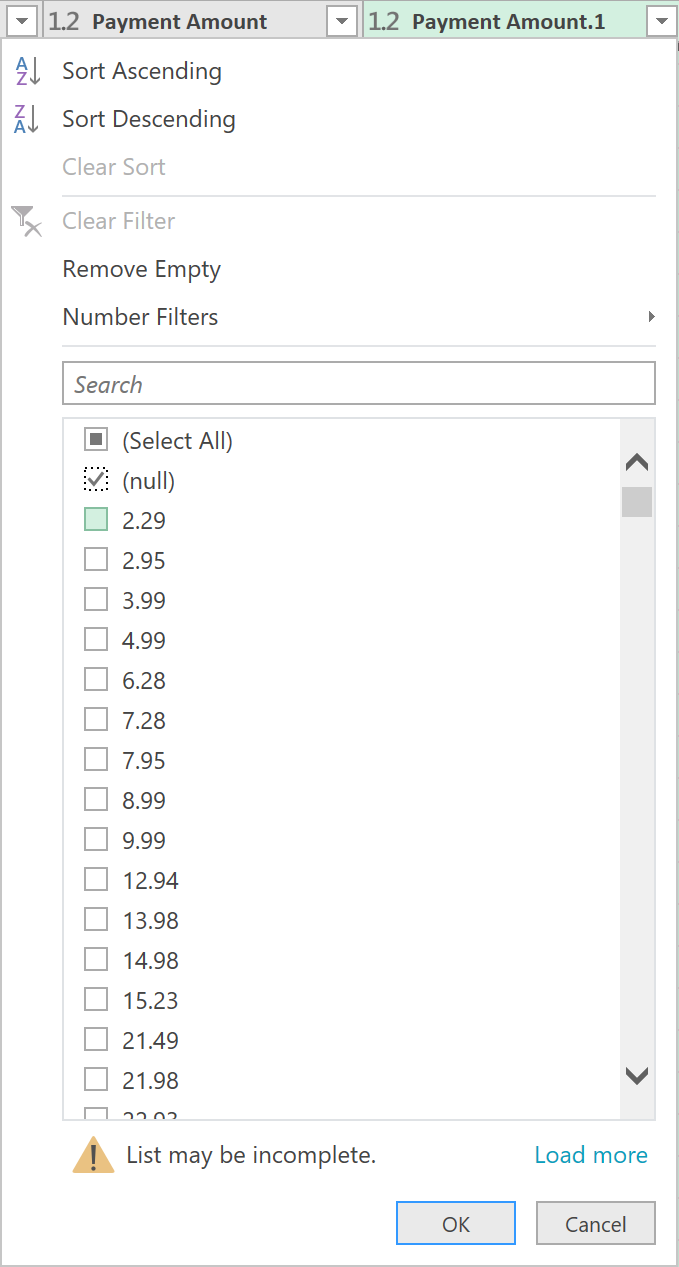 1.2 Payment Amount 1.2 Payment Amount.1
A
Z Sort Ascending
Z
A Sort Descending
Clear Sort
Clear Filter
Remove Empty
Number Filters
Search
(Select All)
(null)
2.29
2.95
3.99
4.99
6.28
7.28
7.95
8.99
9.99
12.94
13.98
14.98
15.23
21.49
21.98
List may be incomplete. Load more
OK Cancel